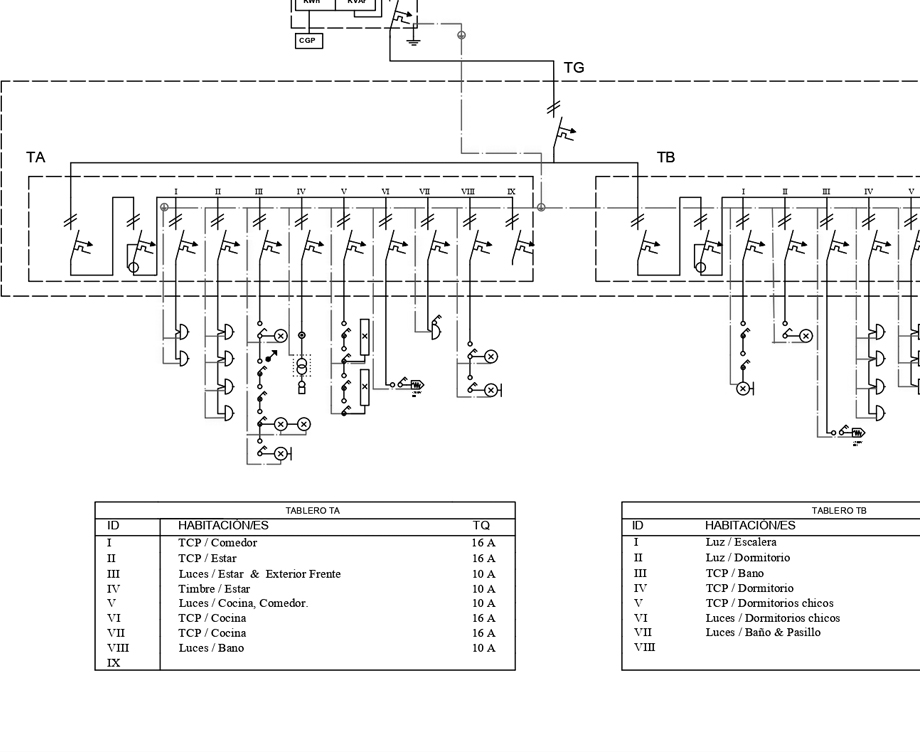 KWH KVAr
CGP
TG
TA
TB
I II III IV V VI VII VIII IX
I II III IV V
TABLERO TA
ID HABITACIÓN/ES TQ
I TCP / Comedor 16 A
II TCP / Estar 16 A
III Luces / Estar & Exterior Frente 10 A
IV Timbre / Estar 10 A
V Luces / Cocina, Comedor. 10 A
VI TCP / Cocina 16 A
VII TCP / Cocina 16 A
VIII Luces / Bano 10 A
IX
TABLERO TB
ID HABITACIÓN/ES
I Luz / Escalera
II Luz / Dormitorio
III TCP / Bano
IV TCP / Dormitorio
V TCP / Dormitorios chicos
VI Luces / Dormitorios chicos
VII Luces / Baño & Pasillo
VIII